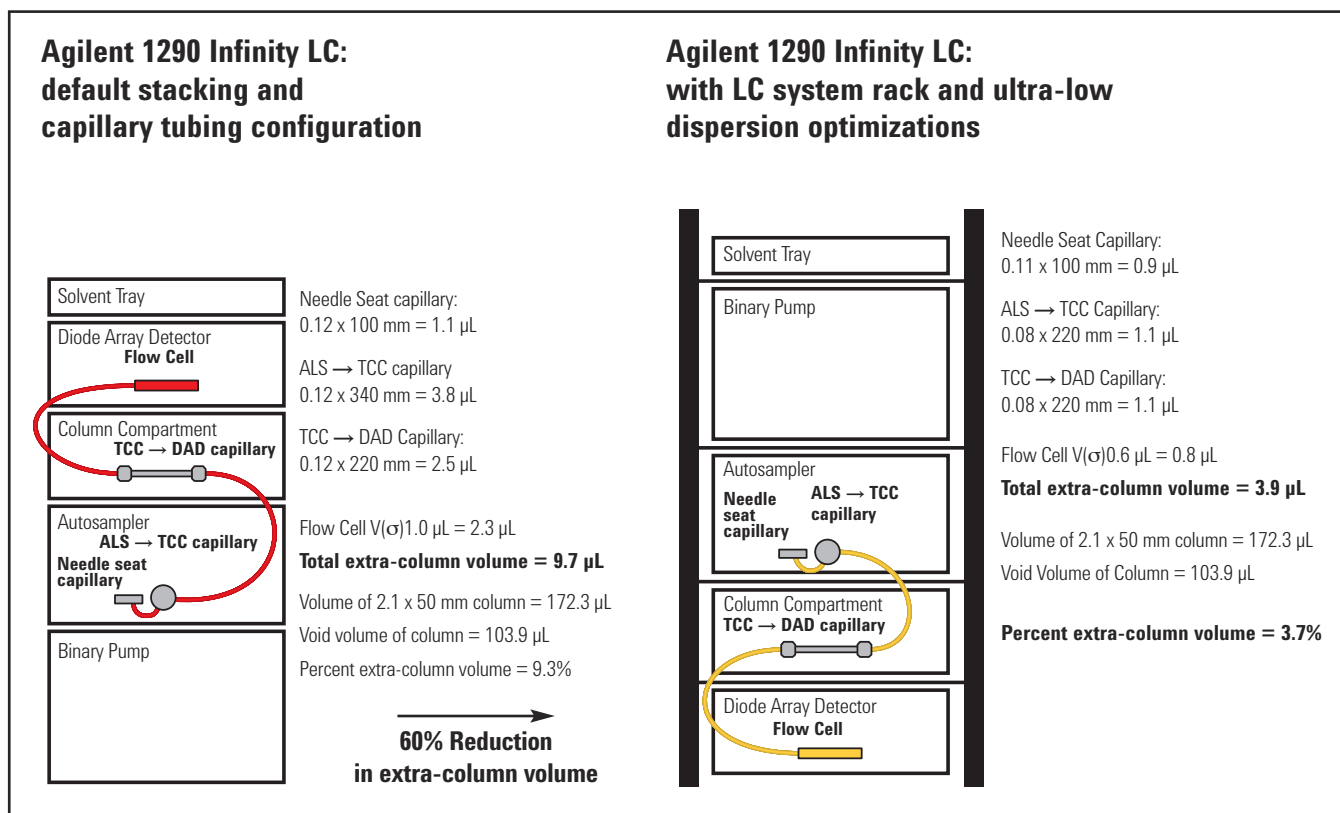 Agilent 1290 Infinity LC:
default stacking and
capillary tubing configuration
Solvent Tray
Diode Array Detector
Flow Cell
Column Compartment
TCC → DAD capillary
Autosampler
ALS → TCC capillary
Needle seat
capillary
Binary Pump
Needle Seat capillary:
0.12 x 100 mm = 1.1 µL
ALS → TCC capillary
0.12 x 340 mm = 3.8 µL
TCC → DAD Capillary:
0.12 x 220 mm = 2.5 µL
Flow Cell V(σ)1.0 µL = 2.3 µL
Total extra-column volume = 9.7 µL
Volume of 2.1 x 50 mm column = 172.3 µL
Void volume of column = 103.9 µL
Percent extra-column volume = 9.3%
60% Reduction
in extra-column volume
Agilent 1290 Infinity LC:
with LC system rack and ultra-low
dispersion optimizations
Solvent Tray
Binary Pump
Autosampler
Needle
seat
capillary
ALS → TCC
capillary
Column Compartment
TCC → DAD capillary
Diode Array Detector
Flow Cell
Needle Seat Capillary:
0.11 x 100 mm = 0.9 µL
ALS → TCC Capillary:
0.08 x 220 mm = 1.1 µL
TCC → DAD Capillary:
0.08 x 220 mm = 1.1 µL
Flow Cell V(σ)0.6 µL = 0.8 µL
Total extra-column volume = 3.9 µL
Volume of 2.1 x 50 mm column = 172.3 µL
Void Volume of Column = 103.9 µL
Percent extra-column volume = 3.7%